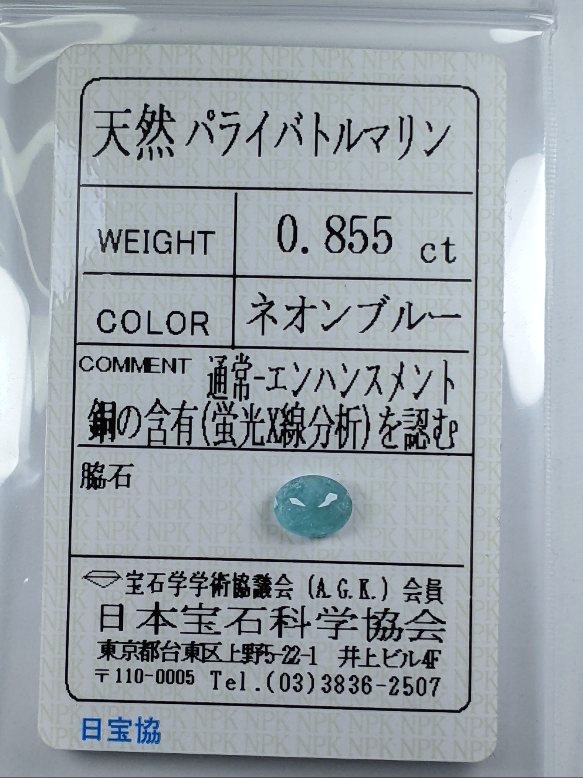 天然パライバトルマリン
WEIGHT 0.855 ct
COLOR ネオンブルー
COMMENT 通常-エンハンスメント
銅の含有(蛍光X線分析)を認む
脇石
宝石学学術協議会 (A.G.K.) 会員
日本宝石科学協会
東京都台東区上野5-22-1 井上ビル4F
〒110-0005 Tel.(03)3836-2507
日宝協